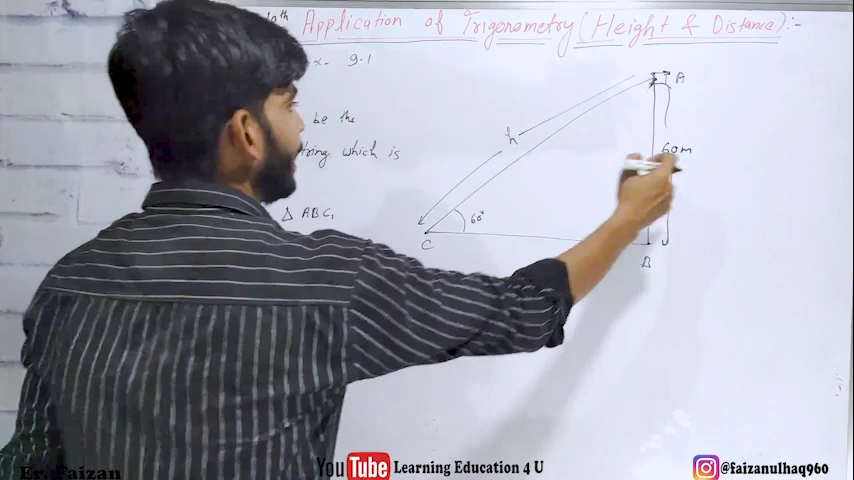 10th Application of Trigonometry (Height & Distance) :-
x- 9.1
be the
string which is
△ ABC,
A
h
60m
60°
C
B
Er. Faizan
YouTube Learning Education 4 U
@faizanulhaq960